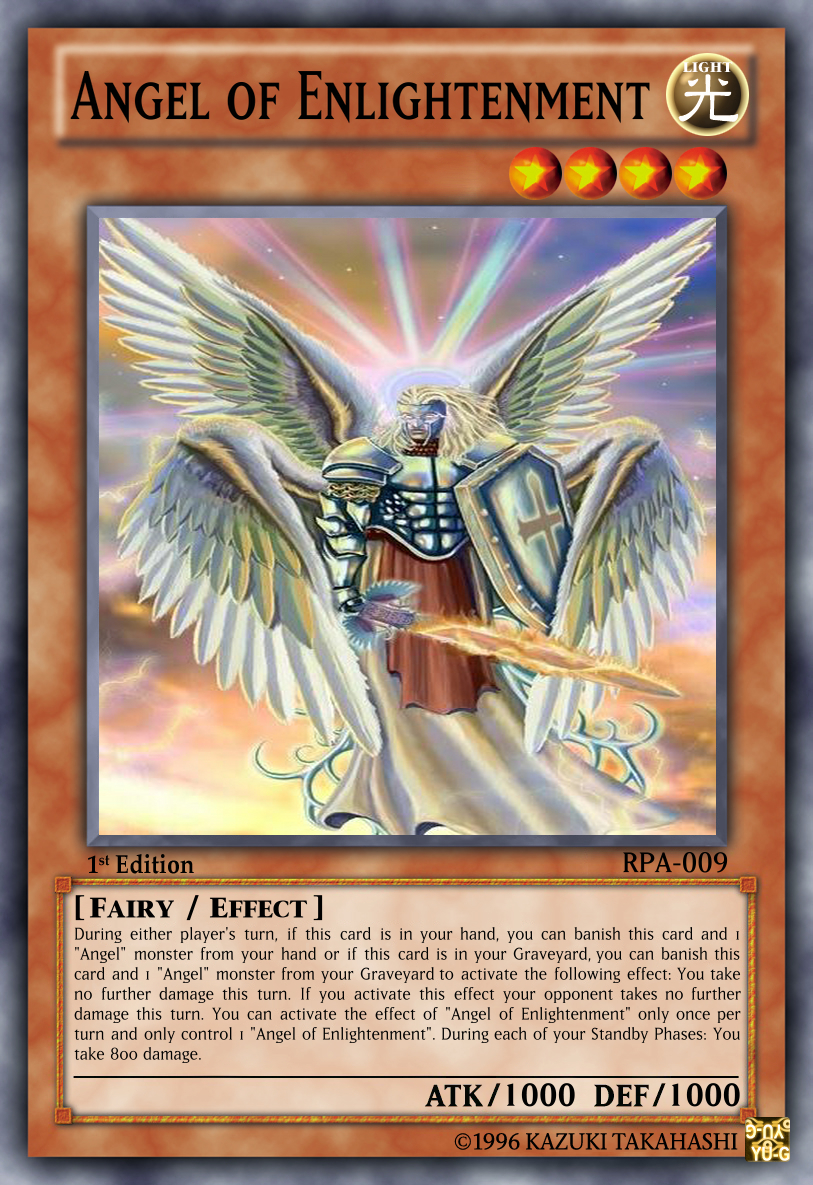 Angel of Enlightenment
LIGHT
光
1st Edition
RPA-009
[ Fairy / Effect ]
During either player's turn, if this card is in your hand, you can banish this card and 1
"Angel" monster from your hand or if this card is in your Graveyard, you can banish this
card and 1 "Angel" monster from your Graveyard to activate the following effect: You take
no further damage this turn. If you activate this effect your opponent takes no further
damage this turn. You can activate the effect of "Angel of Enlightenment" only once per
turn and only control 1 "Angel of Enlightenment". During each of your Standby Phases: You
take 800 damage.
ATK/1000 DEF/1000
©1996 KAZUKI TAKAHASHI